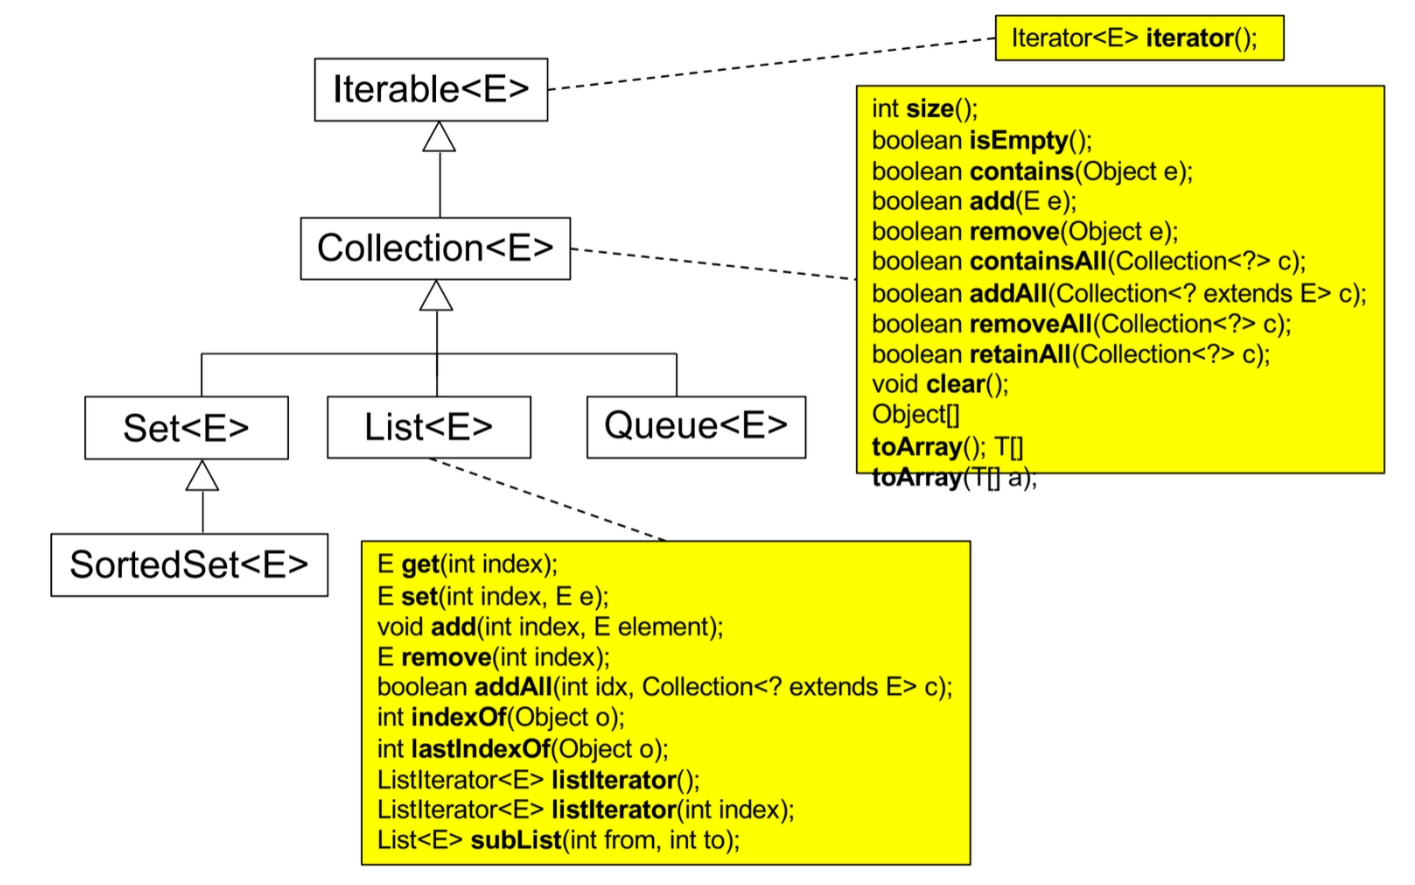 Iterator<E> iterator();
Iterable<E>
int size();
boolean isEmpty();
boolean contains(Object e);
boolean add(E e);
boolean remove(Object e);
boolean containsAll(Collection<?> c);
boolean addAll(Collection<? extends E> c);
boolean removeAll(Collection<?> c);
boolean retainAll(Collection<?> c);
void clear();
Object[]
toArray(); T[]
toArray(T[] a);
Collection<E>
Set<E>
List<E>
Queue<E>
SortedSet<E>
E get(int index);
E set(int index, E e);
void add(int index, E element);
E remove(int index);
boolean addAll(int idx, Collection<? extends E> c);
int indexOf(Object o);
int lastIndexOf(Object o);
ListIterator<E> listIterator();
ListIterator<E> listIterator(int index);
List<E> subList(int from, int to);